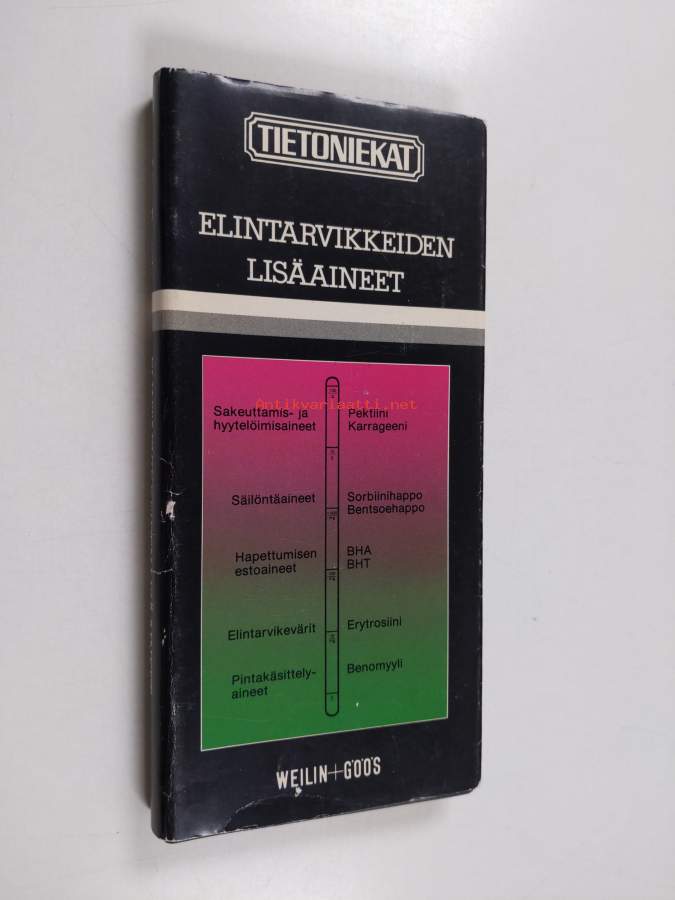 TIETONIEKAT
ELINTARVIKKEIDEN
LISÄAINEET
Antikvariaatti.net
Sakeuttamis- ja
hyytelöimisaineet
Pektiini
Karrageeni
Säilöntäaineet
Sorbiinihappo
Bentsoehappo
Hapettumisen
estoaineet
BHA
BHT
Elintarvikevärit
Erytrosiini
Pintakäsittely-
aineet
Benomyyli
WEILIN+GÖÖS